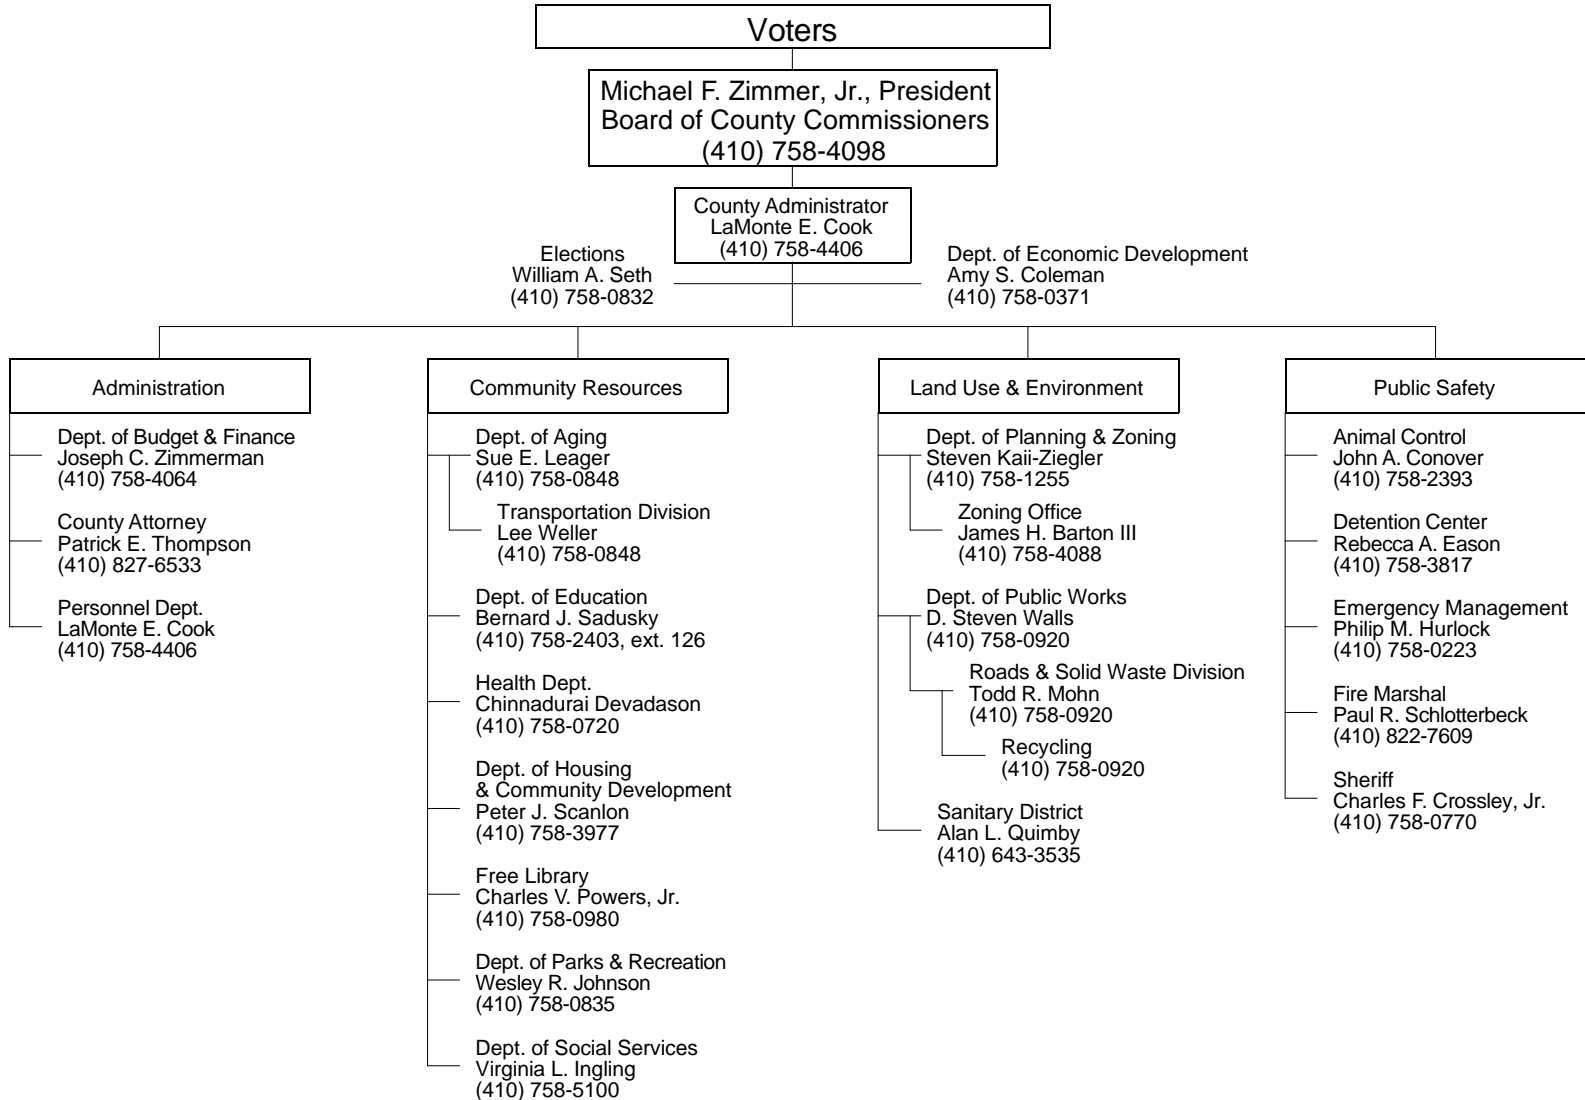 Voters
Michael F. Zimmer, Jr., President
Board of County Commissioners
(410) 758-4098
County Administrator
LaMonte E. Cook
(410) 758-4406
Elections
William A. Seth
(410) 758-0832
Dept. of Economic Development
Amy S. Coleman
(410) 758-0371
Administration
Dept. of Budget & Finance
Joseph C. Zimmerman
(410) 758-4064
County Attorney
Patrick E. Thompson
(410) 827-6533
Personnel Dept.
LaMonte E. Cook
(410) 758-4406
Community Resources
Dept. of Aging
Sue E. Leager
(410) 758-0848
Transportation Division
Lee Weller
(410) 758-0848
Dept. of Education
Bernard J. Sadusky
(410) 758-2403, ext. 126
Health Dept.
Chinnadurai Devadason
(410) 758-0720
Dept. of Housing
& Community Development
Peter J. Scanlon
(410) 758-3977
Free Library
Charles V. Powers, Jr.
(410) 758-0980
Dept. of Parks & Recreation
Wesley R. Johnson
(410) 758-0835
Dept. of Social Services
Virginia L. Ingling
(410) 758-5100
Land Use & Environment
Dept. of Planning & Zoning
Steven Kaii-Ziegler
(410) 758-1255
Zoning Office
James H. Barton III
(410) 758-4088
Dept. of Public Works
D. Steven Walls
(410) 758-0920
Roads & Solid Waste Division
Todd R. Mohn
(410) 758-0920
Recycling
(410) 758-0920
Sanitary District
Alan L. Quimby
(410) 643-3535
Public Safety
Animal Control
John A. Conover
(410) 758-2393
Detention Center
Rebecca A. Eason
(410) 758-3817
Emergency Management
Philip M. Hurlock
(410) 758-0223
Fire Marshal
Paul R. Schlotterbeck
(410) 822-7609
Sheriff
Charles F. Crossley, Jr.
(410) 758-0770